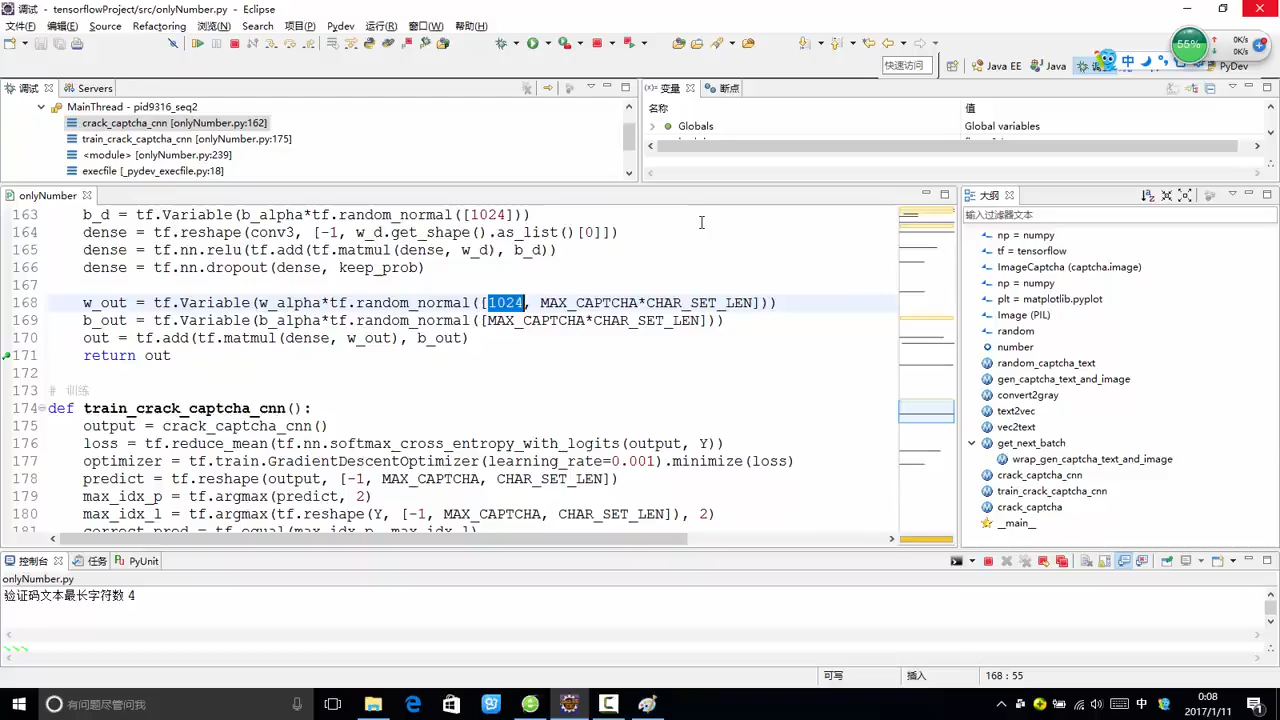 调试 - tensorflowProject/src/onlyNumber.py - Eclipse
文件(F) 编辑(E) Source Refactoring 浏览(N) Search 项目(P) Pydev 运行(R) 窗口(W) 帮助(H)
55% 0K/s 0K/s
快速访问 Java EE Java 中 PyDev
调试 Servers
MainThread - pid9316_seq2
crack_captcha_cnn [onlyNumber.py:162]
train_crack_captcha_cnn [onlyNumber.py:175]
<module> [onlyNumber.py:239]
execfile [_pydev_execfile.py:18]
(x)= 变量 断点
名称 值
Globals Global variables
onlyNumber
163 b_d = tf.Variable(b_alpha*tf.random_normal([1024]))
164 dense = tf.reshape(conv3, [-1, w_d.get_shape().as_list()[0]])
165 dense = tf.nn.relu(tf.add(tf.matmul(dense, w_d), b_d))
166 dense = tf.nn.dropout(dense, keep_prob)
167
168 w_out = tf.Variable(w_alpha*tf.random_normal([1024, MAX_CAPTCHA*CHAR_SET_LEN]))
169 b_out = tf.Variable(b_alpha*tf.random_normal([MAX_CAPTCHA*CHAR_SET_LEN]))
170 out = tf.add(tf.matmul(dense, w_out), b_out)
171 return out
172
173 # 训练
174 def train_crack_captcha_cnn():
175 output = crack_captcha_cnn()
176 loss = tf.reduce_mean(tf.nn.softmax_cross_entropy_with_logits(output, Y))
177 optimizer = tf.train.GradientDescentOptimizer(learning_rate=0.001).minimize(loss)
178 predict = tf.reshape(output, [-1, MAX_CAPTCHA, CHAR_SET_LEN])
179 max_idx_p = tf.argmax(predict, 2)
180 max_idx_l = tf.argmax(tf.reshape(Y, [-1, MAX_CAPTCHA, CHAR_SET_LEN]), 2)
181 correct_pred = tf.equal(max_idx_p, max_idx_l)
大纲
输入过滤器文本
np = numpy
tf = tensorflow
ImageCaptcha (captcha.image)
np = numpy
plt = matplotlib.pyplot
Image (PIL)
random
number
random_captcha_text
gen_captcha_text_and_image
convert2gray
text2vec
vec2text
get_next_batch
wrap_gen_captcha_text_and_image
crack_captcha_cnn
train_crack_captcha_cnn
crack_captcha
__main__
控制台 任务 PyUnit
onlyNumber.py
验证码文本最长字符数 4
可写 插入 168 : 55
有问题尽管问我
中
0:08
2017/1/11